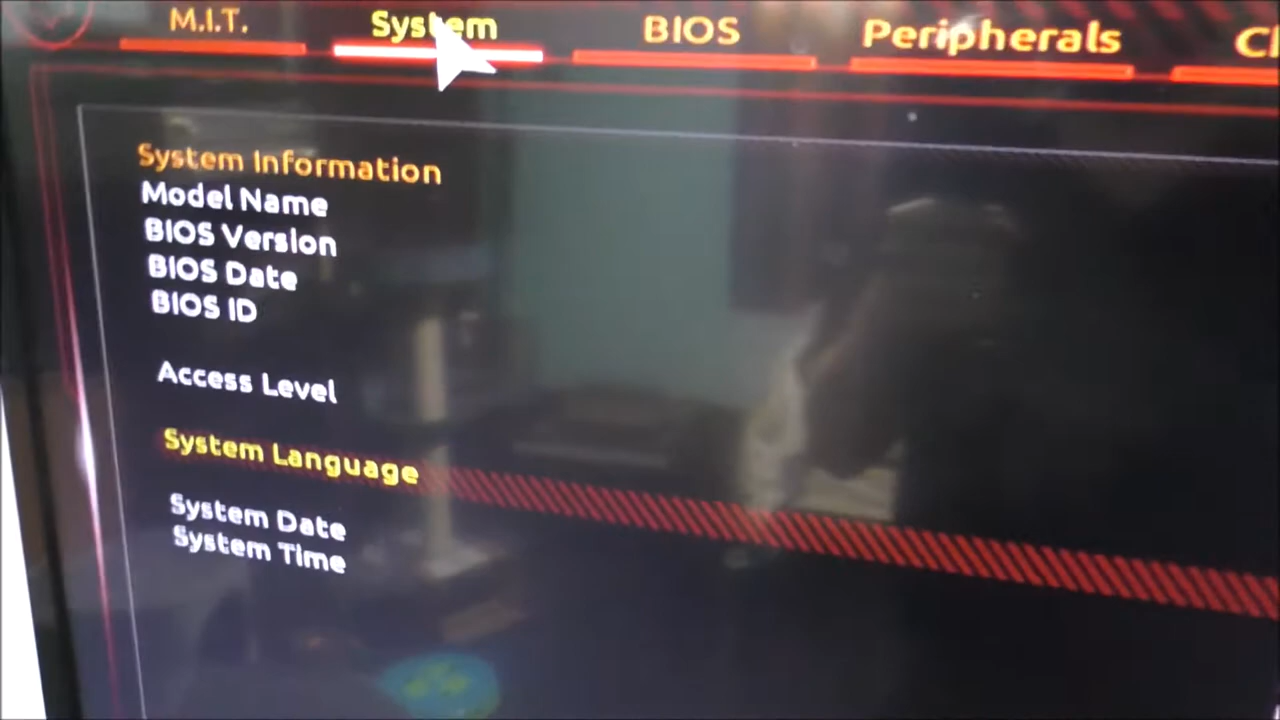 M.I.T. System BIOS Peripherals
System Information
Model Name
BIOS Version
BIOS Date
BIOS ID
Access Level
System Language
System Date
System Time